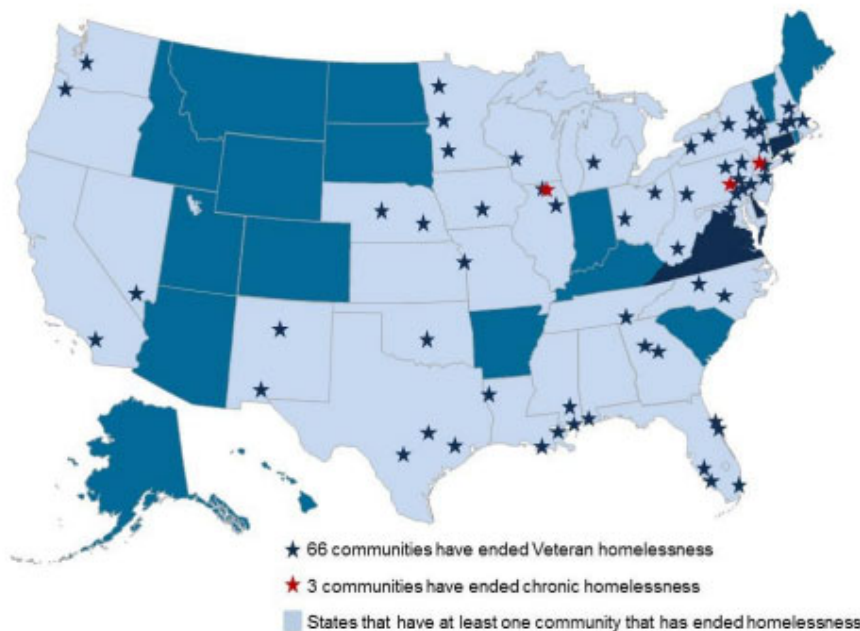 66 communities have ended Veteran homelessness
3 communities have ended chronic homelessness
States that have at least one community that has ended homelessness